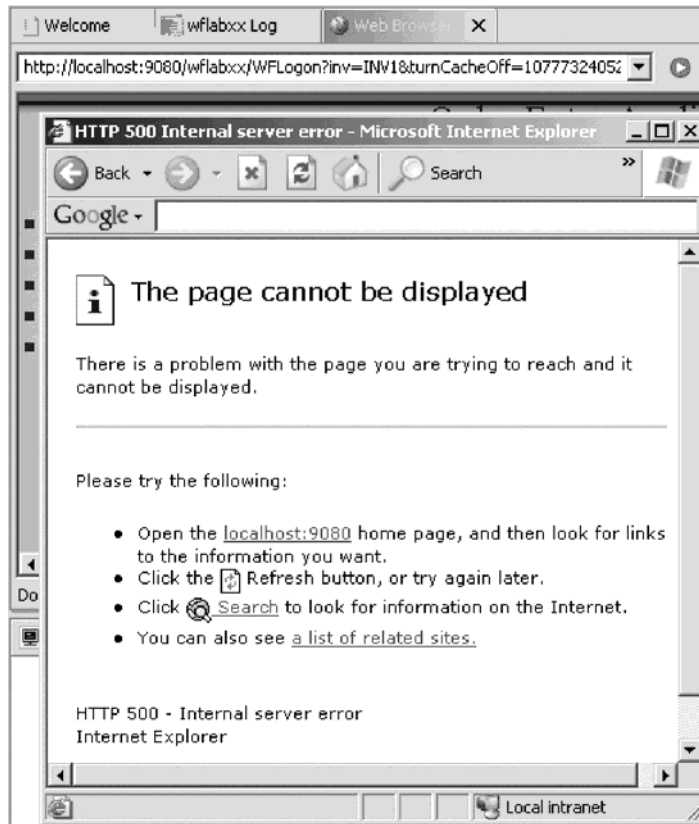 Welcome
wflabxx Log
Web Browser
http://localhost:9080/wflabxx/WFLogon?inv=INV1&turnCacheOff=10777324052
HTTP 500 Internal server error - Microsoft Internet Explorer
Back
Search
»
Google
The page cannot be displayed
There is a problem with the page you are trying to reach and it
cannot be displayed.
Please try the following:
• Open the localhost:9080 home page, and then look for links
to the information you want.
• Click the Refresh button, or try again later.
• Click Search to look for information on the Internet.
• You can also see a list of related sites.
Do
HTTP 500 - Internal server error
Internet Explorer
Local intranet